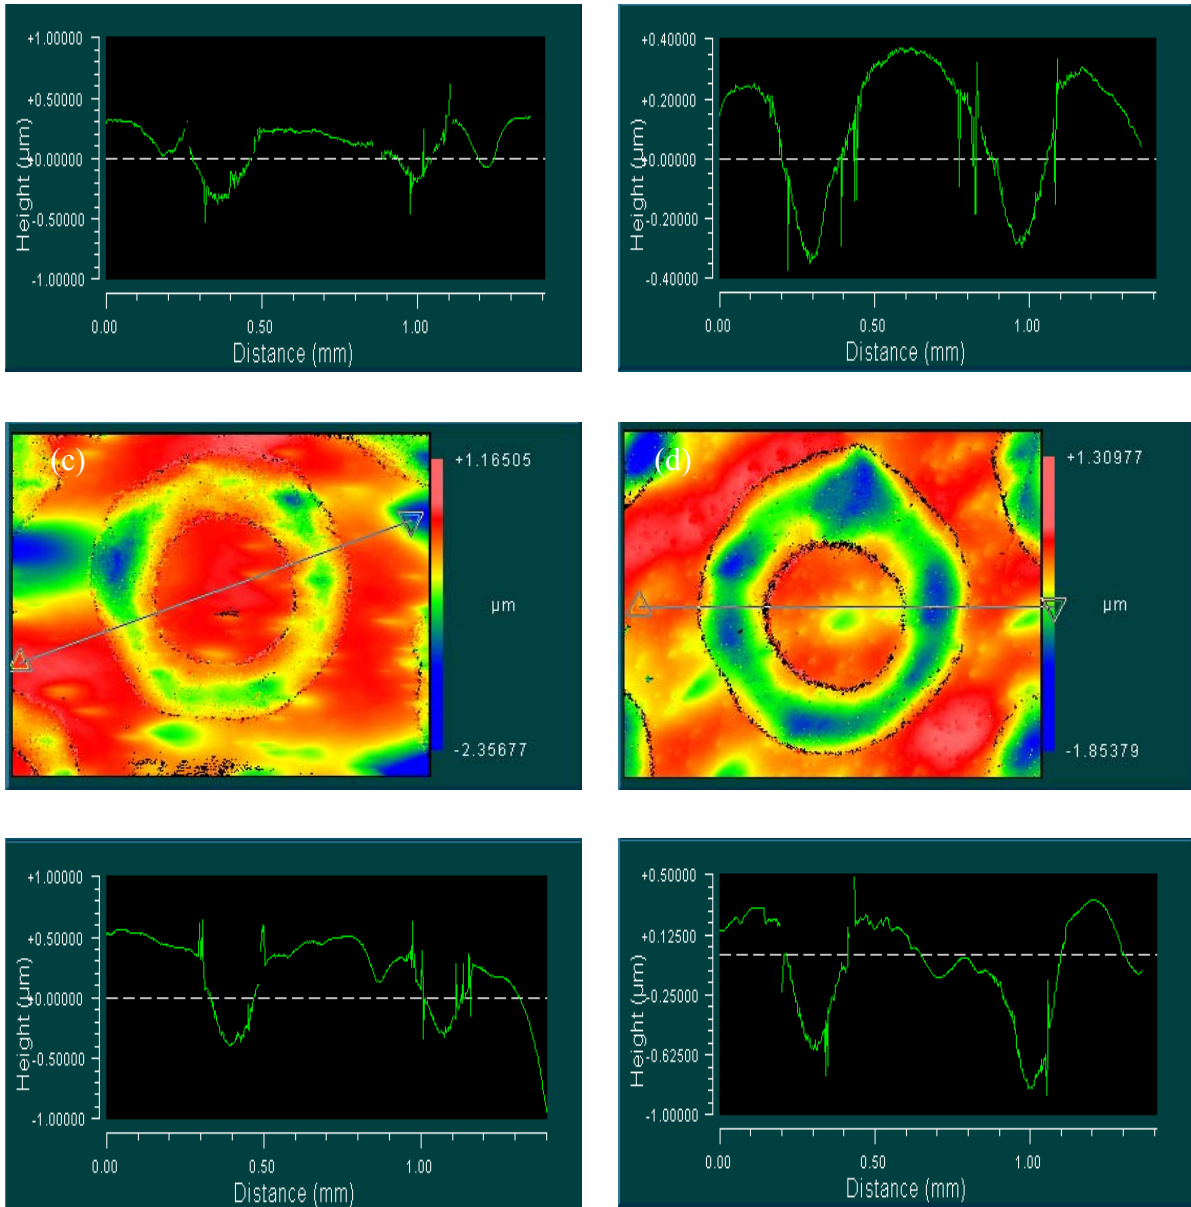 +1.00000
+0.50000
+0.00000
-0.50000
-1.00000
Height (µm)
0.00 0.50 1.00
Distance (mm)
+0.40000
+0.20000
+0.00000
-0.20000
-0.40000
Height (µm)
0.00 0.50 1.00
Distance (mm)
(c)
+1.16505
µm
-2.35677
(d)
+1.30977
µm
-1.85379
+1.00000
+0.50000
+0.00000
-0.50000
-1.00000
Height (µm)
0.00 0.50 1.00
Distance (mm)
+0.50000
+0.12500
-0.25000
-0.62500
-1.00000
Height (µm)
0.00 0.50 1.00
Distance (mm)